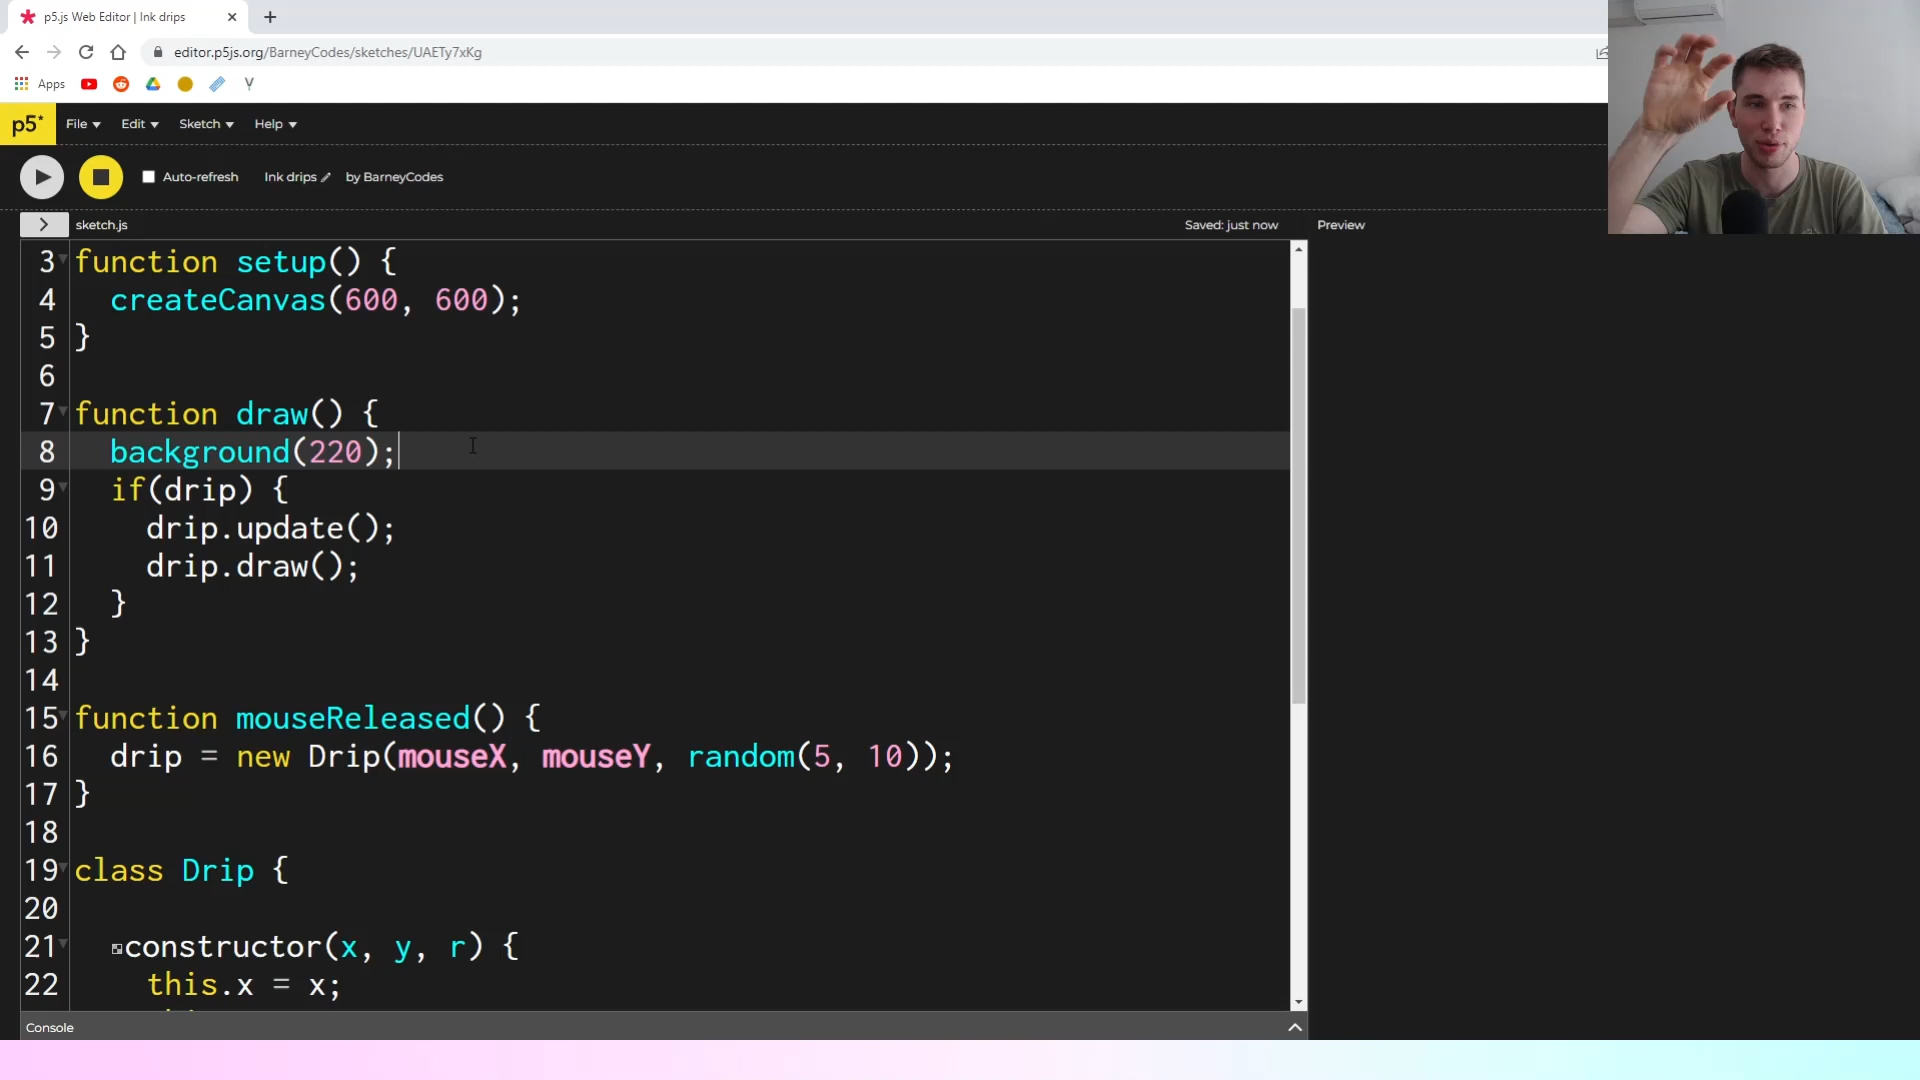 p5.js Web Editor | Ink drips
editor.p5js.org/BarneyCodes/sketches/UAETy7xKg
Apps
p5* File Edit Sketch Help
Auto-refresh Ink drips by BarneyCodes
sketch.js Saved: just now Preview
3 function setup() {
4 createCanvas(600, 600);
5 }
6
7 function draw() {
8 background(220);
9 if(drip) {
10 drip.update();
11 drip.draw();
12 }
13 }
14
15 function mouseReleased() {
16 drip = new Drip(mouseX, mouseY, random(5, 10));
17 }
18
19 class Drip {
20
21 constructor(x, y, r) {
22 this.x = x;
Console